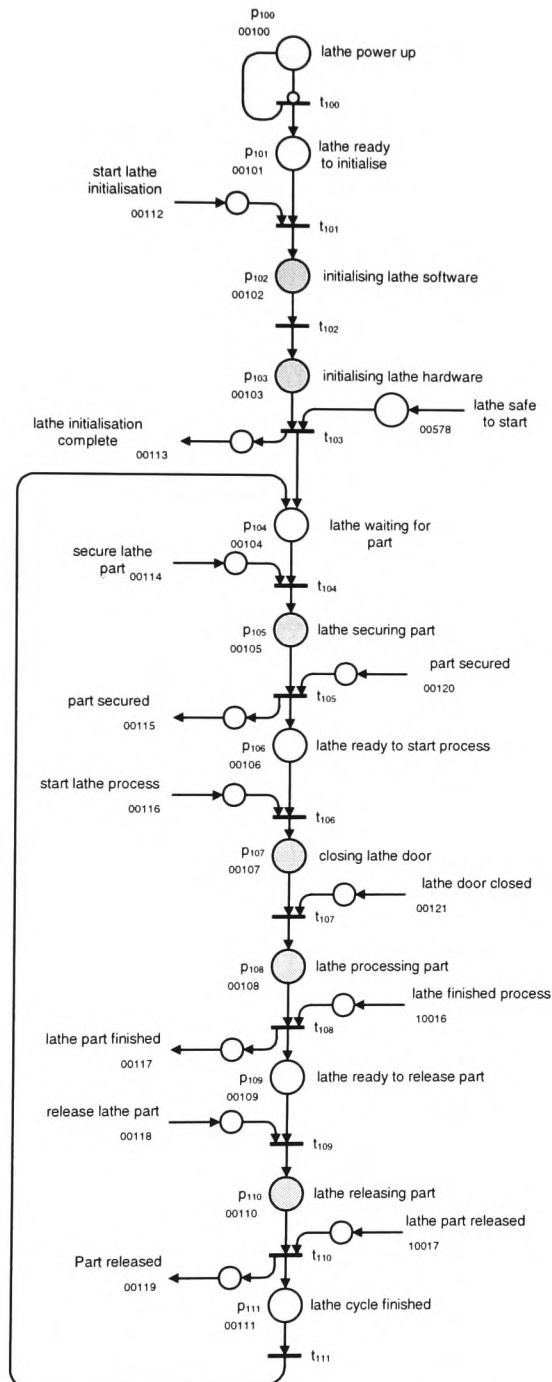 p100
00100
lathe power up
t100
p101
00101
lathe ready
to initialise
start lathe
initialisation
00112
t101
p102
00102
initialising lathe software
t102
p103
00103
initialising lathe hardware
lathe initialisation
complete
00113
t103
00578
lathe safe
to start
p104
00104
lathe waiting for
part
secure lathe
part
00114
t104
p105
00105
lathe securing part
part secured
00120
t105
part secured
00115
p106
00106
lathe ready to start process
start lathe process
00116
t106
p107
00107
closing lathe door
lathe door closed
00121
t107
p108
00108
lathe processing part
lathe finished process
10016
t108
lathe part finished
00117
p109
00109
lathe ready to release part
release lathe part
00118
t109
p110
00110
lathe releasing part
lathe part released
10017
t110
Part released
00119
p111
00111
lathe cycle finished
t111